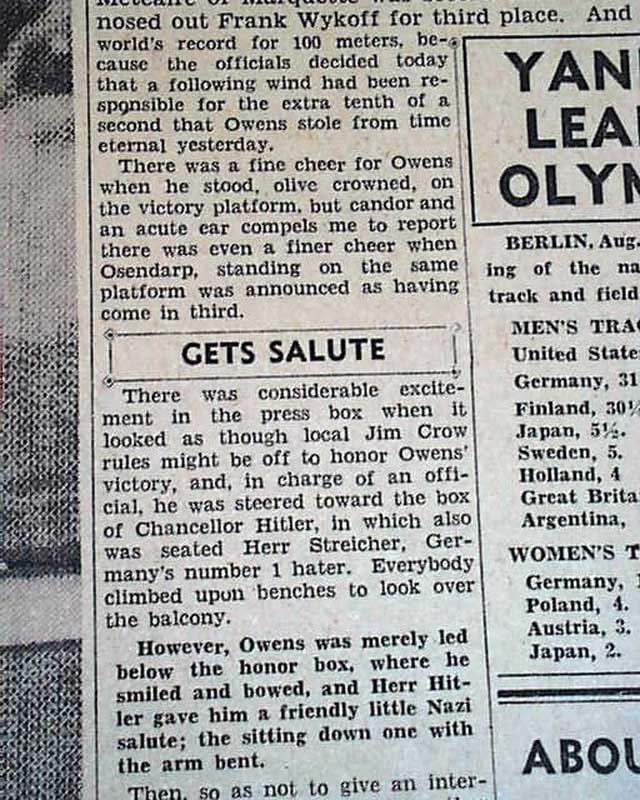 nosed out Frank Wykoff for third place. And
world's record for 100 meters, be-
cause the officials decided today
that a following wind had been re-
sponsible for the extra tenth of a
second that Owens stole from time
eternal yesterday.
There was a fine cheer for Owens
when he stood, olive crowned, on
the victory platform, but candor and
an acute ear compels me to report
there was even a finer cheer when
Osendarp, standing on the same
platform was announced as having
come in third.
GETS SALUTE
There was considerable excite-
ment in the press box when it
looked as though local Jim Crow
rules might be off to honor Owens'
victory, and, in charge of an offi-
cial, he was steered toward the box
of Chancellor Hitler, in which also
was seated Herr Streicher, Ger-
many's number 1 hater. Everybody
climbed upon benches to look over
the balcony.
However, Owens was merely led
below the honor box, where he
smiled and bowed, and Herr Hit-
ler gave him a friendly little Nazi
salute; the sitting down one with
the arm bent.
Then, so as not to give an inter-
YAN
LEA
OLYM
BERLIN, Aug.
ing of the na
track and field
MEN'S TRA
United State
Germany, 31
Finland, 30¼
Japan, 5½.
Sweden, 5.
Holland, 4
Great Brita
Argentina,
WOMEN'S T
Germany, 
Poland, 4.
Austria, 3.
Japan, 2.
ABOU